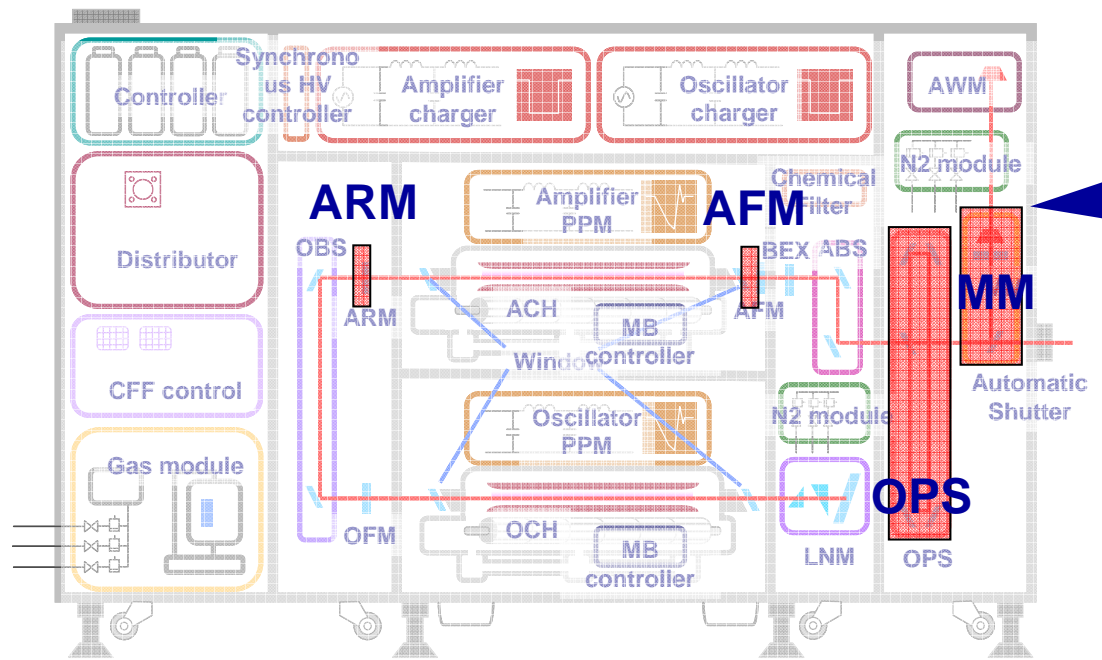 Controller
Synchrono
us HV
controller
Amplifier
charger
Oscillator
charger
AWM
N2 module
Distributor
ARM
Amplifier
PPM
AFM
Chemical
Filter
OBS
BEX
ABS
ARM
ACH
MB
controller
AFM
MM
Window
Automatic
Shutter
CFF control
Oscillator
PPM
N2 module
Gas module
OPS
OFM
OCH
MB
controller
LNM
OPS